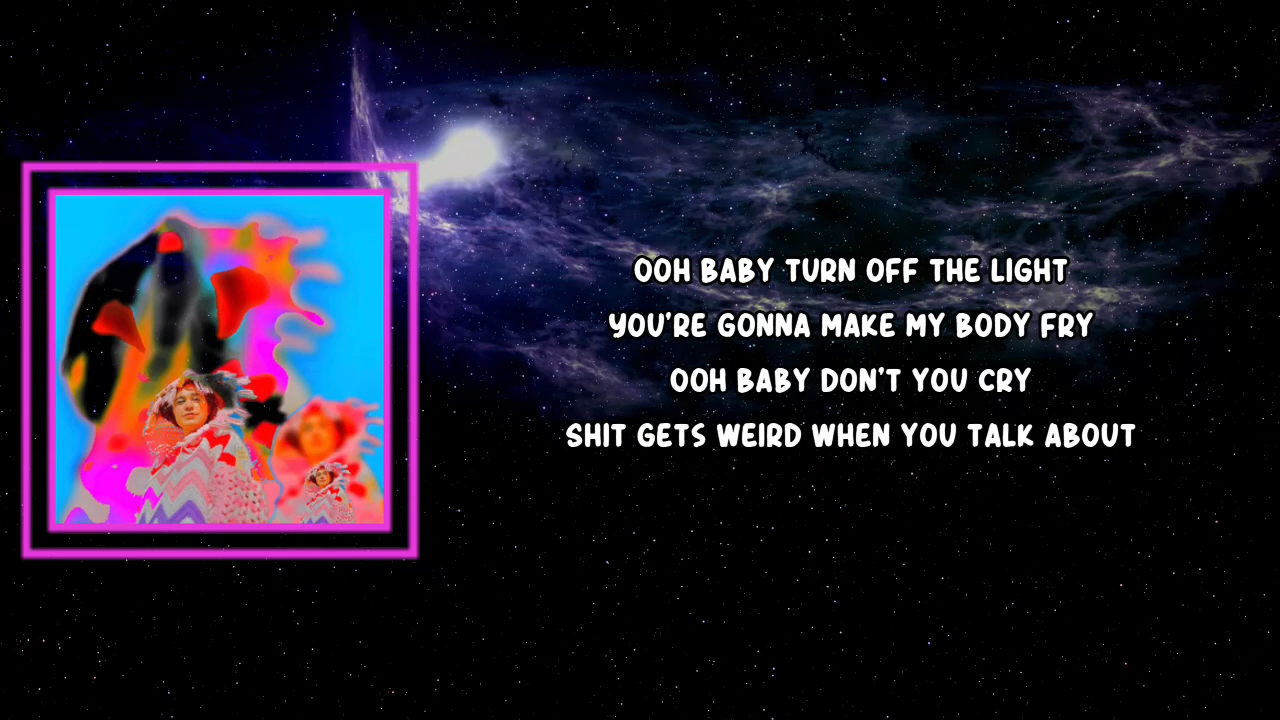 OOH BABY TURN OFF THE LIGHT
YOU'RE GONNA MAKE MY BODY FRY
OOH BABY DON'T YOU CRY
SHIT GETS WEIRD WHEN YOU TALK ABOUT